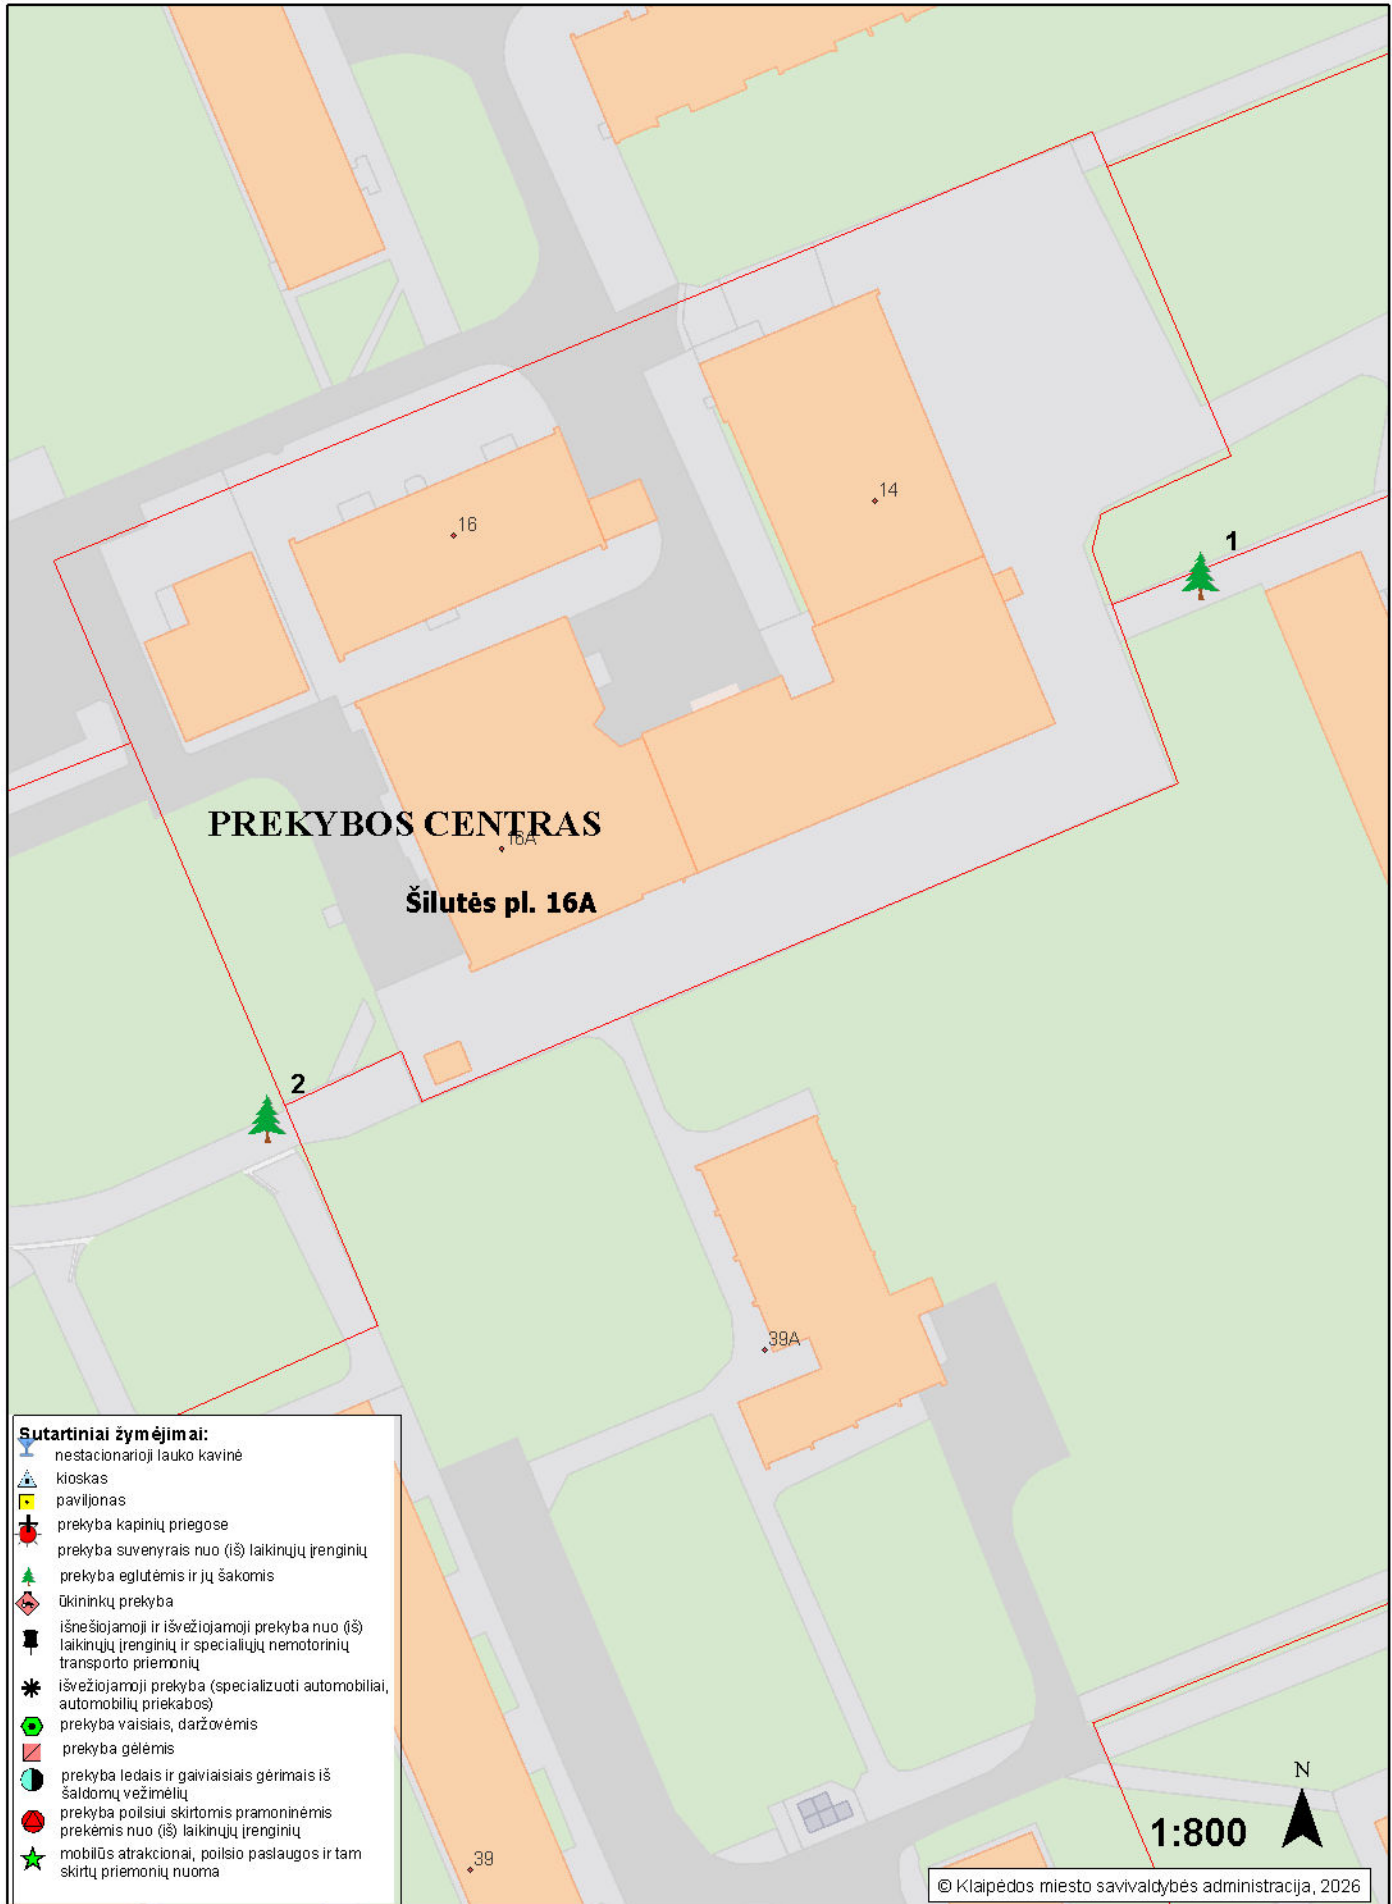 14
1
16
PREKYBOS CENTRAS
16A
Šilutės pl. 16A
2
39A
Sutartiniai žymėjimai:
nestacionarioji lauko kavinė
kioskas
paviljonas
prekyba kapinių priegose
prekyba suvenyrais nuo (iš) laikinųjų įrenginių
prekyba eglutėmis ir jų šakomis
ūkininkų prekyba
išnešiojamoji ir išvežiojamoji prekyba nuo (iš)
laikinųjų įrenginių ir specialiųjų nemotorinių
transporto priemonių
išvežiojamoji prekyba (specializuoti automobiliai,
automobilių priekabos)
prekyba vaisiais, daržovėmis
prekyba gėlėmis
prekyba ledais ir gaiviaisiais gėrimais iš
šaldomų vežimėlių
prekyba poilsiui skirtomis pramoninėmis
prekėmis nuo (iš) laikinųjų įrenginių
mobilūs atrakcionai, poilsio paslaugos ir tam
skirtų priemonių nuoma
39
N
1:800
© Klaipėdos miesto savivaldybės administracija, 2026